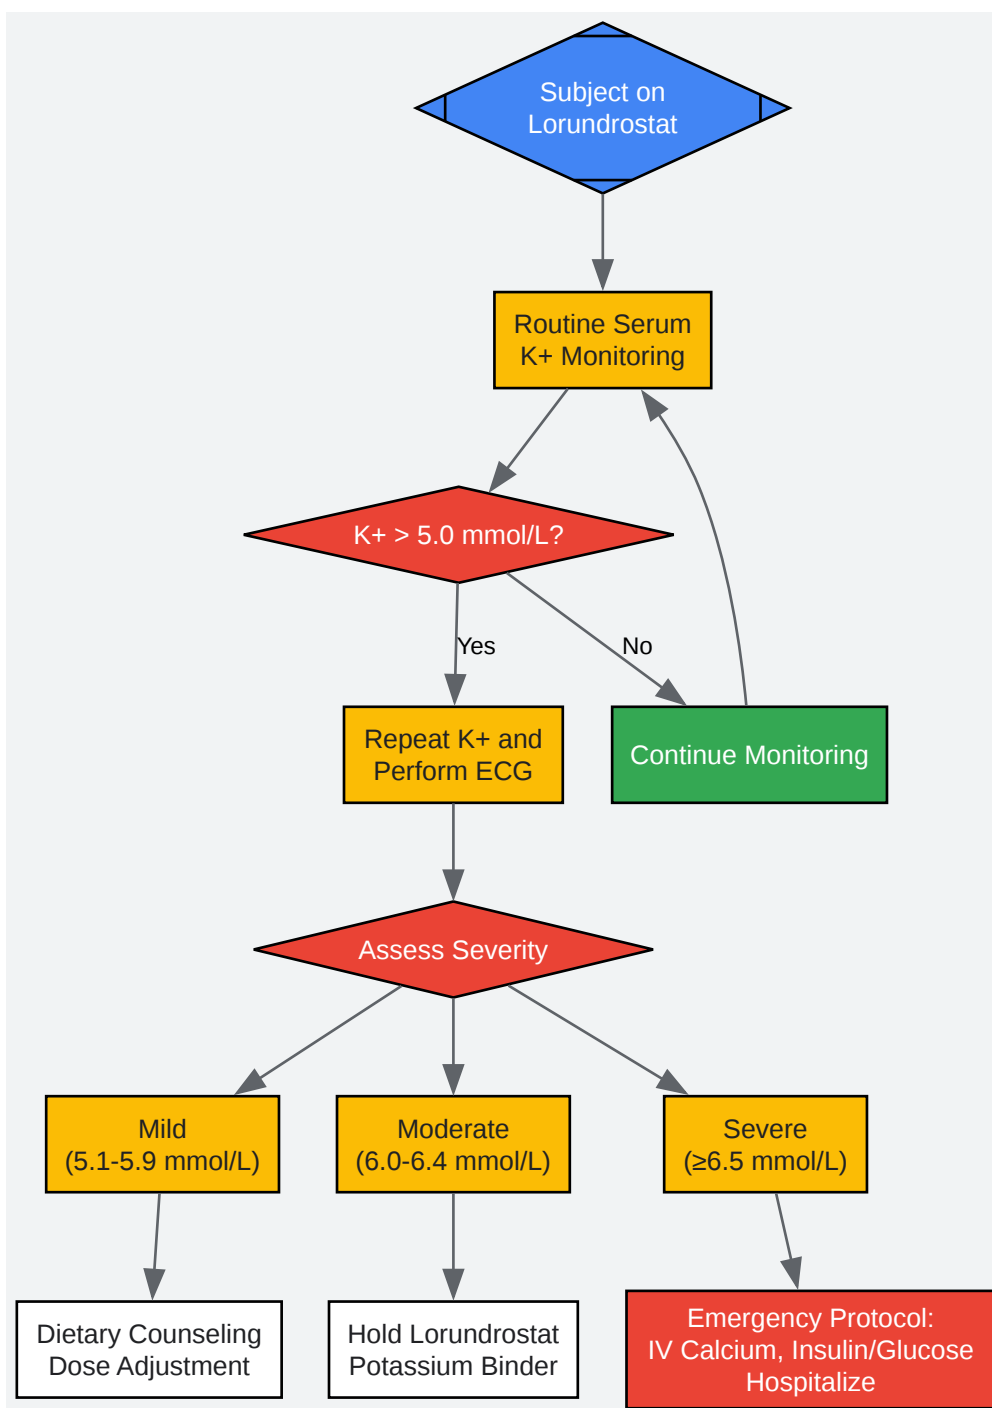 Subject on
Lorundrostat
Routine Serum
K+ Monitoring
K+ > 5.0 mmol/L?
Yes
No
Repeat K+ and
Perform ECG
Continue Monitoring
Assess Severity
Mild
(5.1-5.9 mmol/L)
Moderate
(6.0-6.4 mmol/L)
Severe
(≥6.5 mmol/L)
Dietary Counseling
Dose Adjustment
Hold Lorundrostat
Potassium Binder
Emergency Protocol:
IV Calcium, Insulin/Glucose
Hospitalize